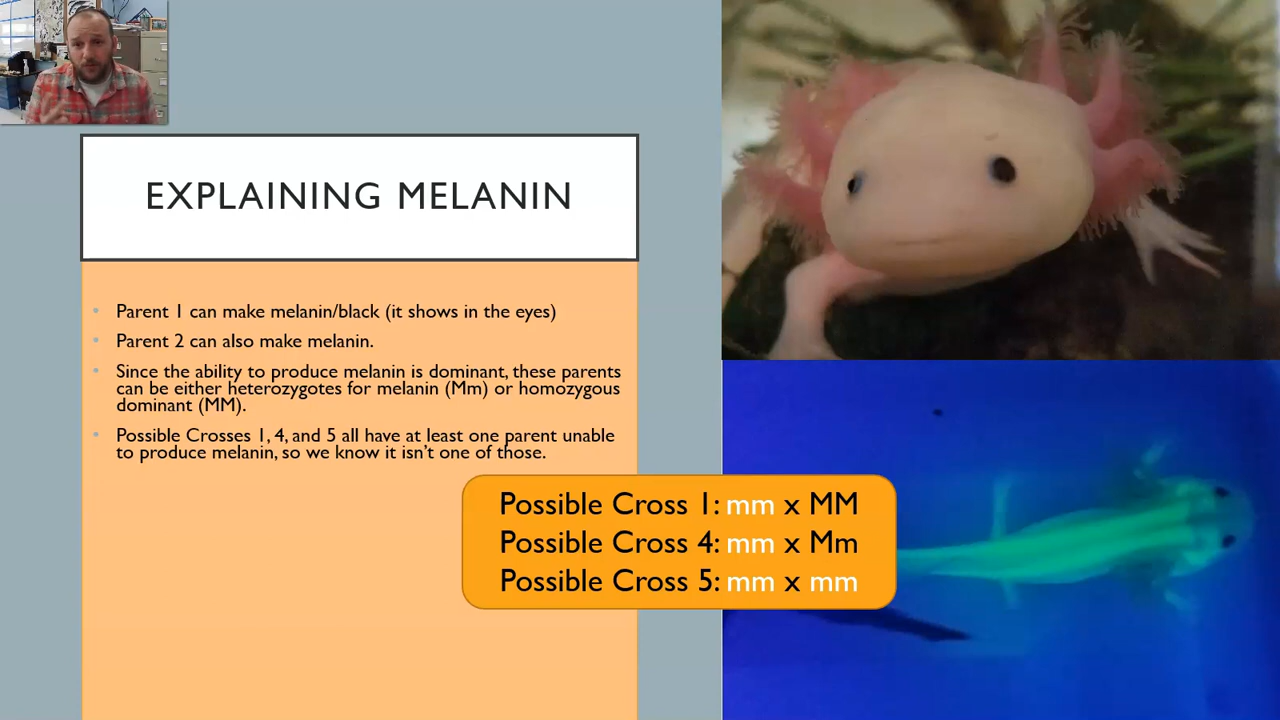 EXPLAINING MELANIN
• Parent 1 can make melanin/black (it shows in the eyes)
• Parent 2 can also make melanin.
• Since the ability to produce melanin is dominant, these parents
can be either heterozygotes for melanin (Mm) or homozygous
dominant (MM).
• Possible Crosses 1, 4, and 5 all have at least one parent unable
to produce melanin, so we know it isn't one of those.
Possible Cross 1: mm x MM
Possible Cross 4: mm x Mm
Possible Cross 5: mm x mm